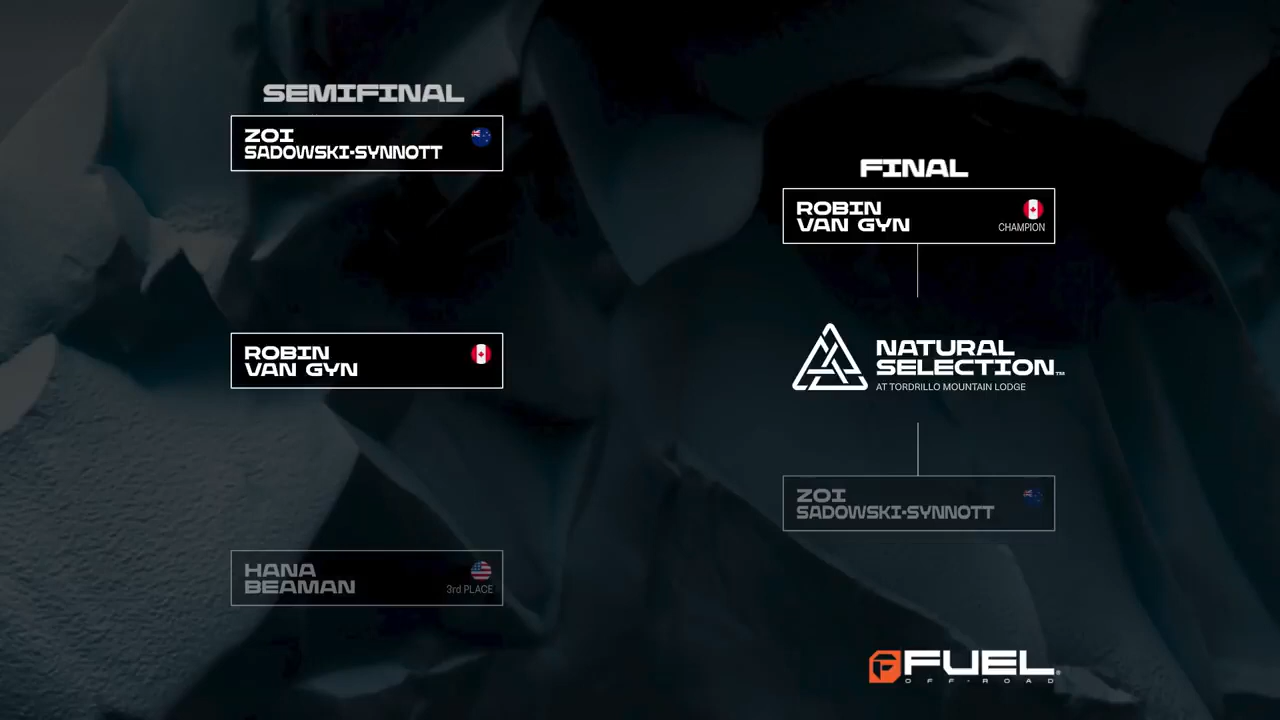 SEMIFINAL
ZOI
SADOWSKI-SYNNOTT
ROBIN
VAN GYN
HANA
BEAMAN
3rd PLACE
FINAL
ROBIN
VAN GYN
CHAMPION
NATURAL
SELECTION™
AT TORDRILLO MOUNTAIN LODGE
ZOI
SADOWSKI-SYNNOTT
FUEL
OFF-ROAD